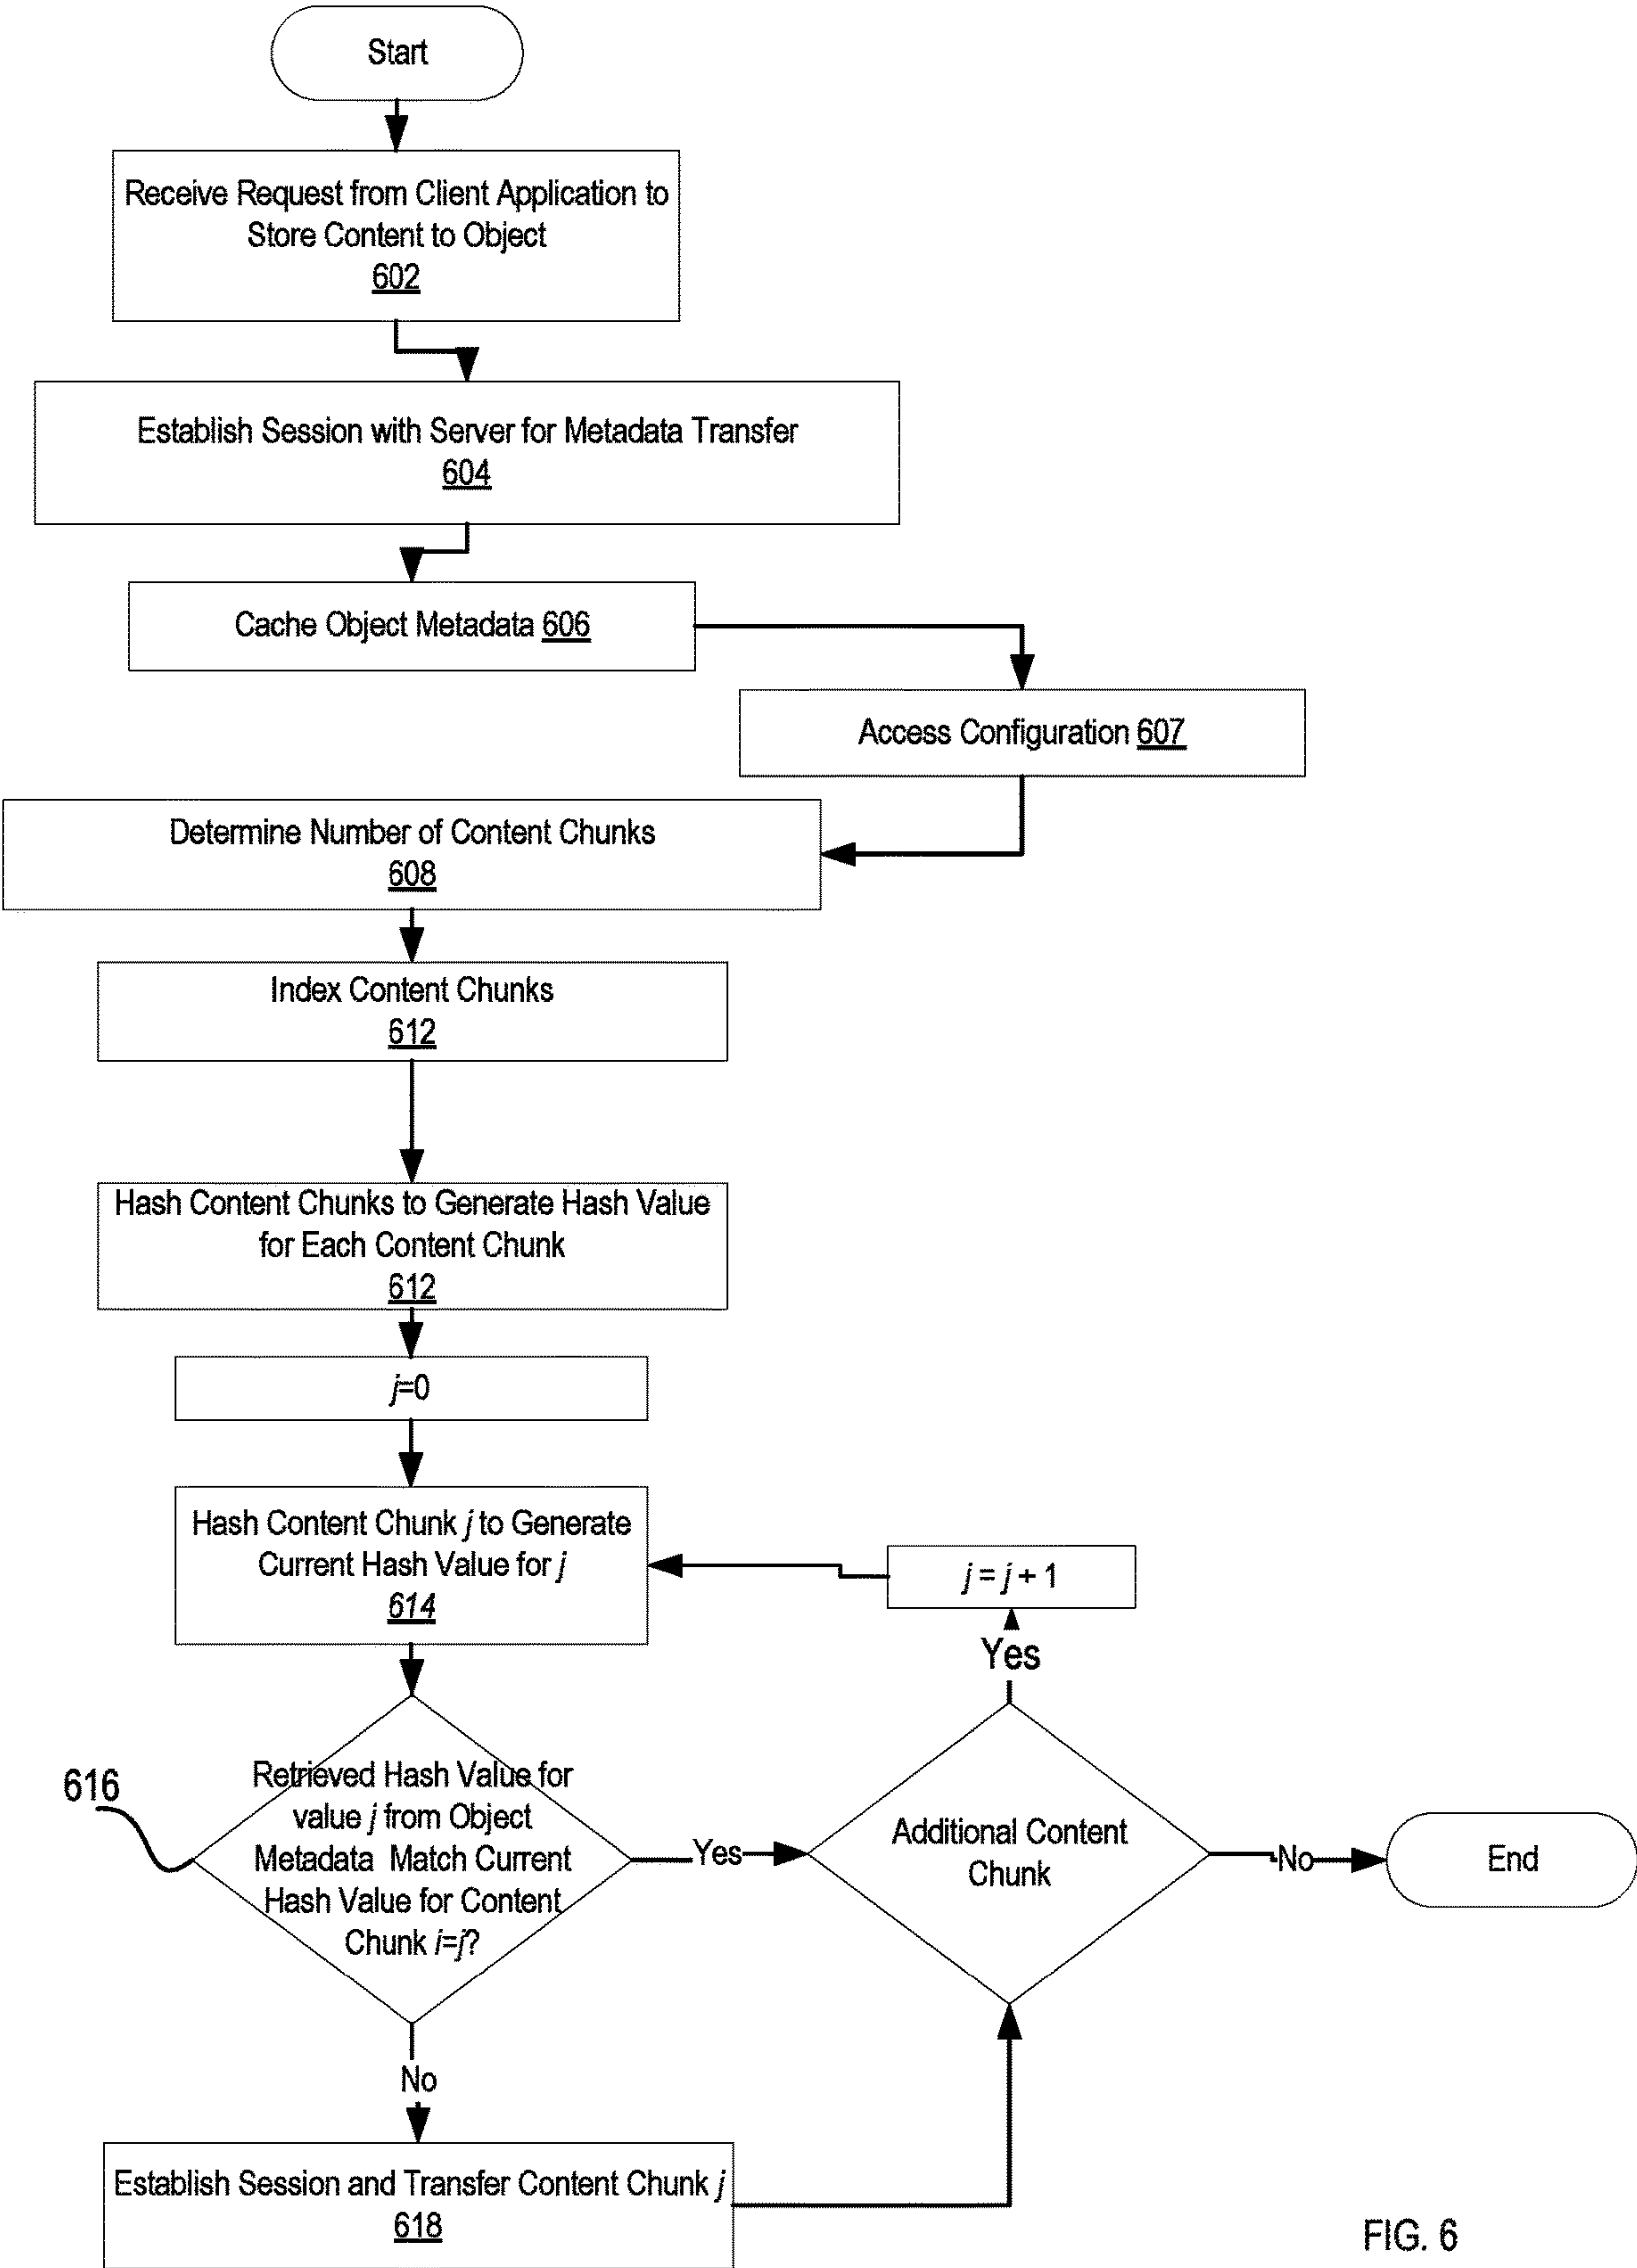 Start
Receive Request from Client Application to
Store Content to Object
602
Establish Session with Server for Metadata Transfer
604
Cache Object Metadata 606
Access Configuration 607
Determine Number of Content Chunks
608
Index Content Chunks
612
Hash Content Chunks to Generate Hash Value
for Each Content Chunk
612
j=0
Hash Content Chunk j to Generate
Current Hash Value for j
614
j = j + 1
Yes
616
Retrieved Hash Value for
value j from Object
Metadata Match Current
Hash Value for Content
Chunk i=j?
Yes
Additional Content
Chunk
No
End
No
Establish Session and Transfer Content Chunk j
618
FIG. 6